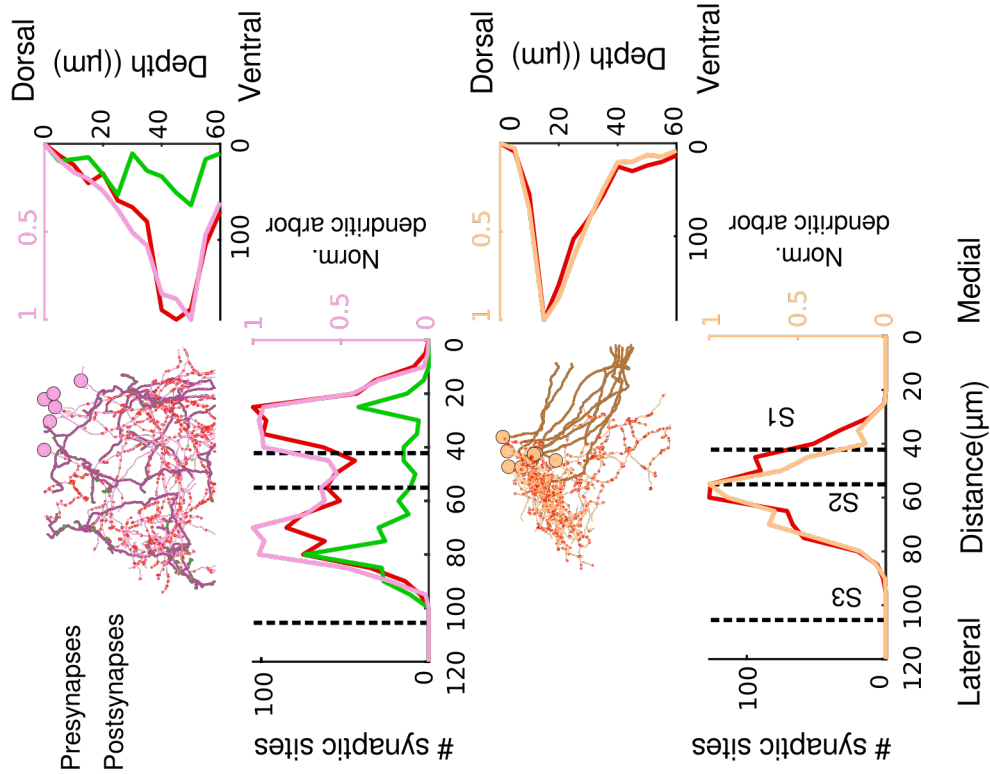 Presynapses
Postsynapses
Dorsal
Depth ((µm)
Ventral
0
20
40
60
0
100
0.5
1
Norm.
dendritic arbor
# synaptic sites
100
0
120
100
80
60
40
20
0
1
0.5
0
Dorsal
Depth ((µm)
Ventral
0
20
40
60
0
100
0.5
1
Norm.
dendritic arbor
# synaptic sites
100
0
120
100
80
60
40
20
0
1
0.5
0
S3
S2
S1
Lateral
Distance(µm)
Medial